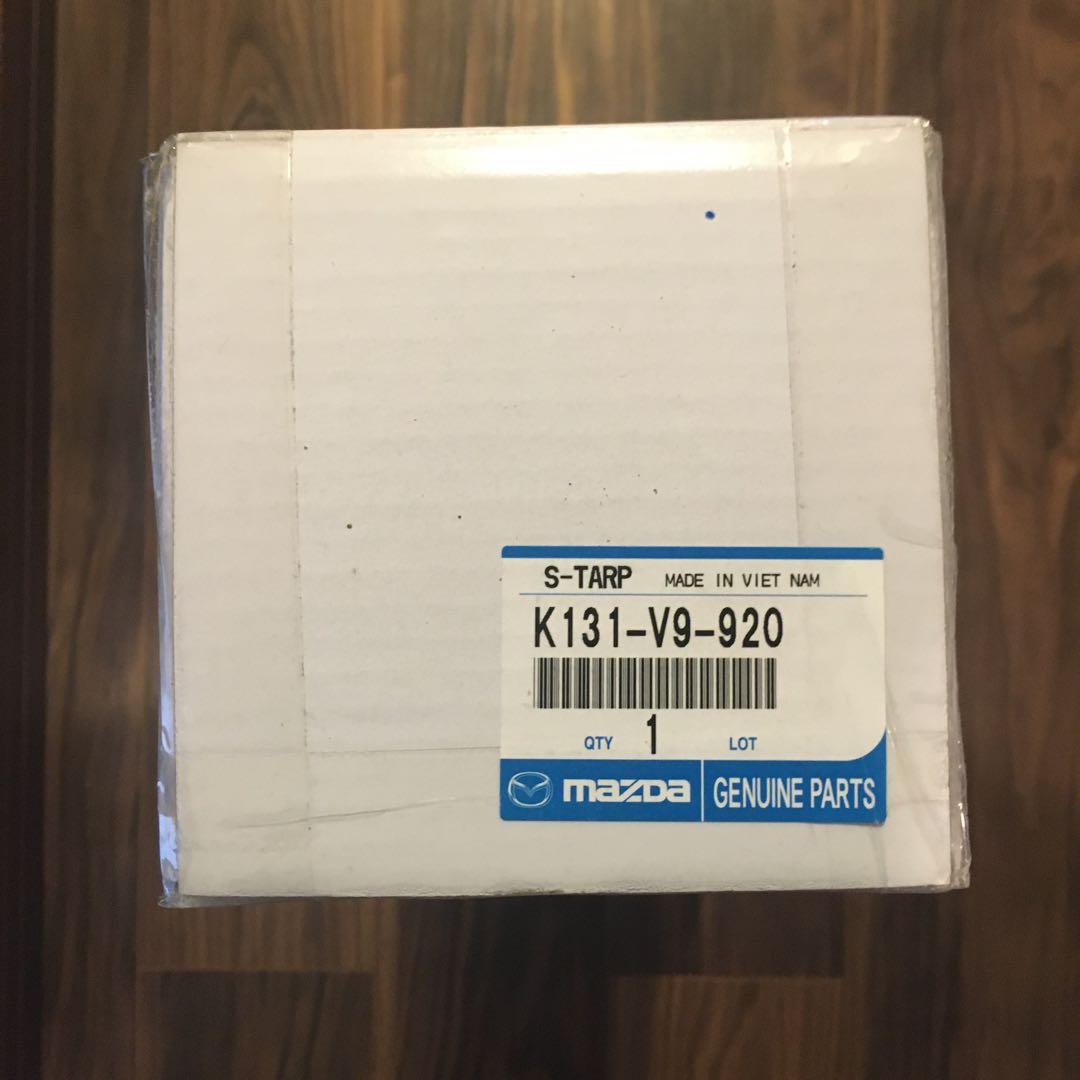 S-TARP MADE IN VIET NAM
K131-V9-920
QTY 1 LOT
mazda GENUINE PARTS